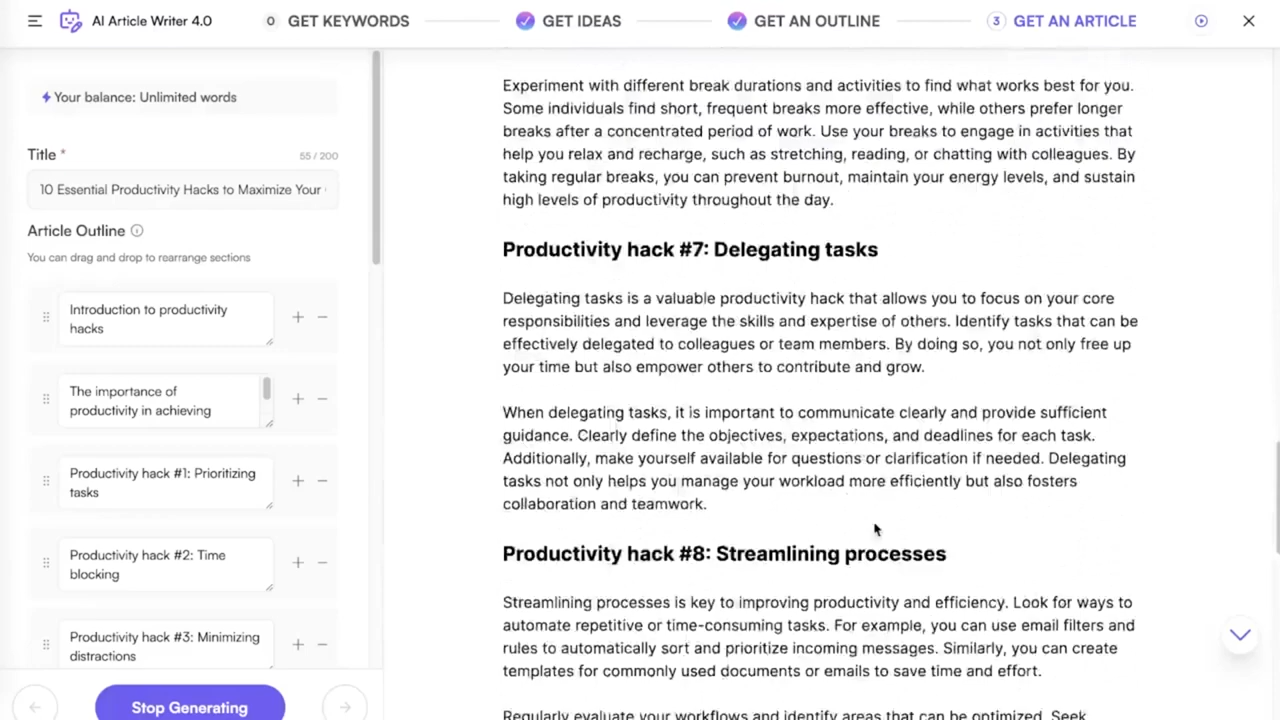 AI Article Writer 4.0
0 GET KEYWORDS
GET IDEAS
GET AN OUTLINE
3 GET AN ARTICLE
Your balance: Unlimited words
Title *
55 / 200
10 Essential Productivity Hacks to Maximize Your
Article Outline
You can drag and drop to rearrange sections
Introduction to productivity
hacks
The importance of
productivity in achieving
Productivity hack #1: Prioritizing
tasks
Productivity hack #2: Time
blocking
Productivity hack #3: Minimizing
distractions
Stop Generating
Experiment with different break durations and activities to find what works best for you.
Some individuals find short, frequent breaks more effective, while others prefer longer
breaks after a concentrated period of work. Use your breaks to engage in activities that
help you relax and recharge, such as stretching, reading, or chatting with colleagues. By
taking regular breaks, you can prevent burnout, maintain your energy levels, and sustain
high levels of productivity throughout the day.
Productivity hack #7: Delegating tasks
Delegating tasks is a valuable productivity hack that allows you to focus on your core
responsibilities and leverage the skills and expertise of others. Identify tasks that can be
effectively delegated to colleagues or team members. By doing so, you not only free up
your time but also empower others to contribute and grow.
When delegating tasks, it is important to communicate clearly and provide sufficient
guidance. Clearly define the objectives, expectations, and deadlines for each task.
Additionally, make yourself available for questions or clarification if needed. Delegating
tasks not only helps you manage your workload more efficiently but also fosters
collaboration and teamwork.
Productivity hack #8: Streamlining processes
Streamlining processes is key to improving productivity and efficiency. Look for ways to
automate repetitive or time-consuming tasks. For example, you can use email filters and
rules to automatically sort and prioritize incoming messages. Similarly, you can create
templates for commonly used documents or emails to save time and effort.
Regularly evaluate your workflows and identify areas that can be optimized. Seek